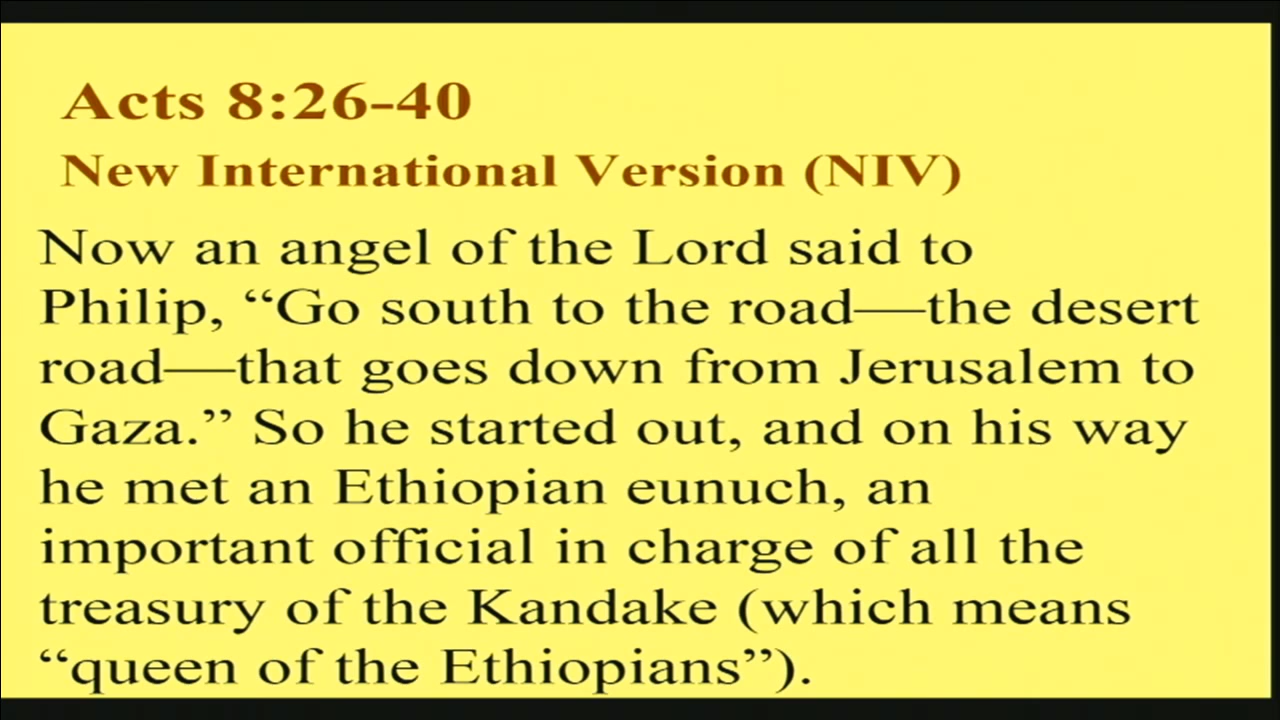 Acts 8:26-40
New International Version (NIV)
Now an angel of the Lord said to
Philip, “Go south to the road—the desert
road—that goes down from Jerusalem to
Gaza.” So he started out, and on his way
he met an Ethiopian eunuch, an
important official in charge of all the
treasury of the Kandake (which means
“queen of the Ethiopians”).